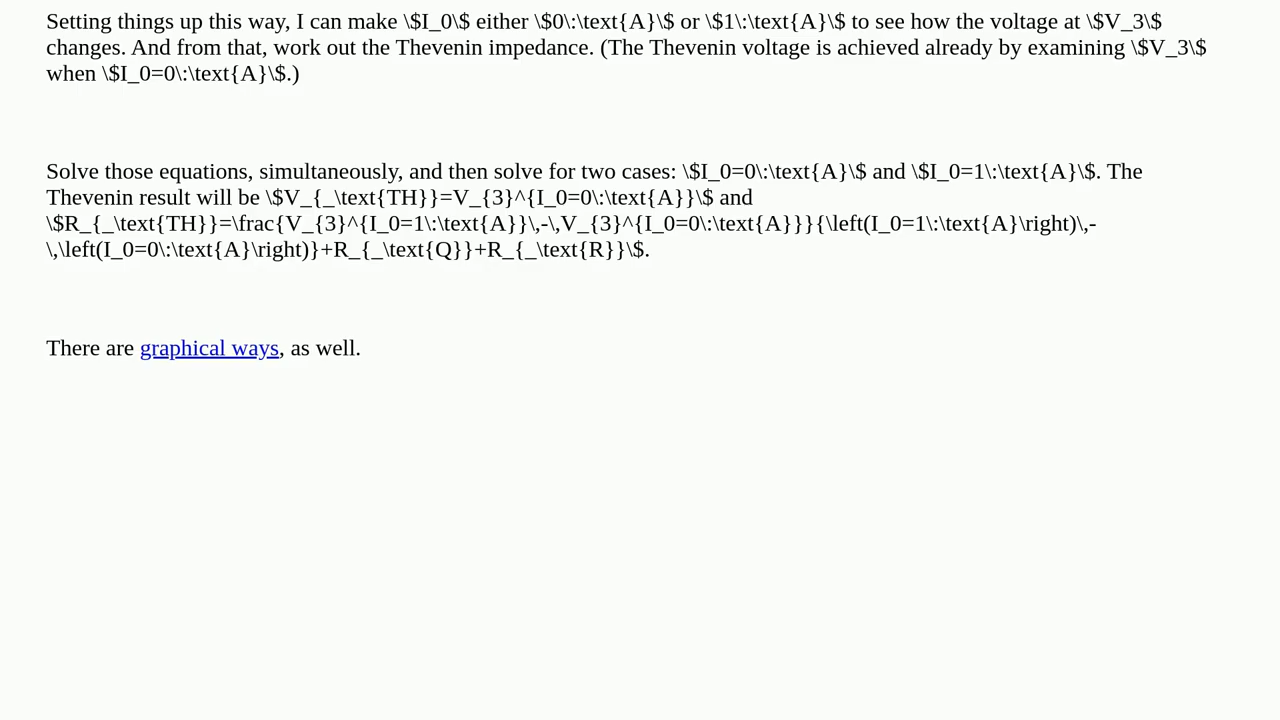 Setting things up this way, I can make \$I_0\$ either \$0\:\text{A}\$ or \$1\:\text{A}\$ to see how the voltage at \$V_3\$
changes. And from that, work out the Thevenin impedance. (The Thevenin voltage is achieved already by examining \$V_3\$
when \$I_0=0\:\text{A}\$.)
Solve those equations, simultaneously, and then solve for two cases: \$I_0=0\:\text{A}\$ and \$I_0=1\:\text{A}\$. The
Thevenin result will be \$V_{_\text{TH}}=V_{3}^{I_0=0\:\text{A}}\$ and
\$R_{_\text{TH}}=\frac{V_{3}^{I_0=1\:\text{A}}\,-\,V_{3}^{I_0=0\:\text{A}}}{\left(I_0=1\:\text{A}\right)\,-
\,\left(I_0=0\:\text{A}\right)}+R_{_\text{Q}}+R_{_\text{R}}\$.
There are graphical ways, as well.